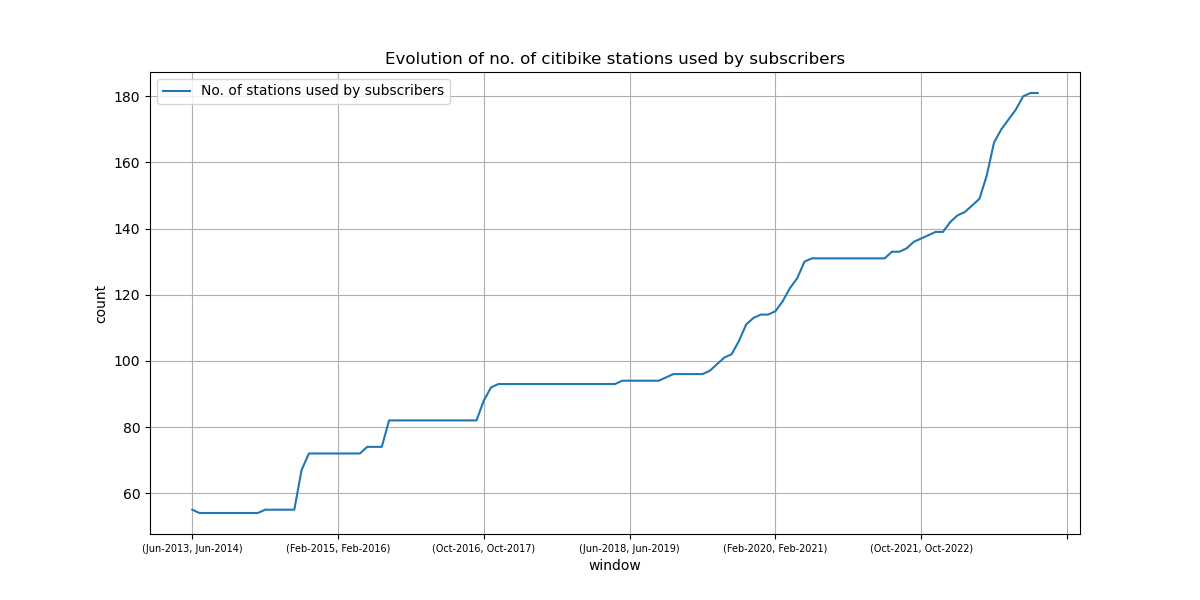 Evolution of no. of citibike stations used by subscribers
No. of stations used by subscribers
180
160
140
120
100
80
60
count
(Jun-2013, Jun-2014)
(Feb-2015, Feb-2016)
(Oct-2016, Oct-2017)
(Jun-2018, Jun-2019)
(Feb-2020, Feb-2021)
(Oct-2021, Oct-2022)
window